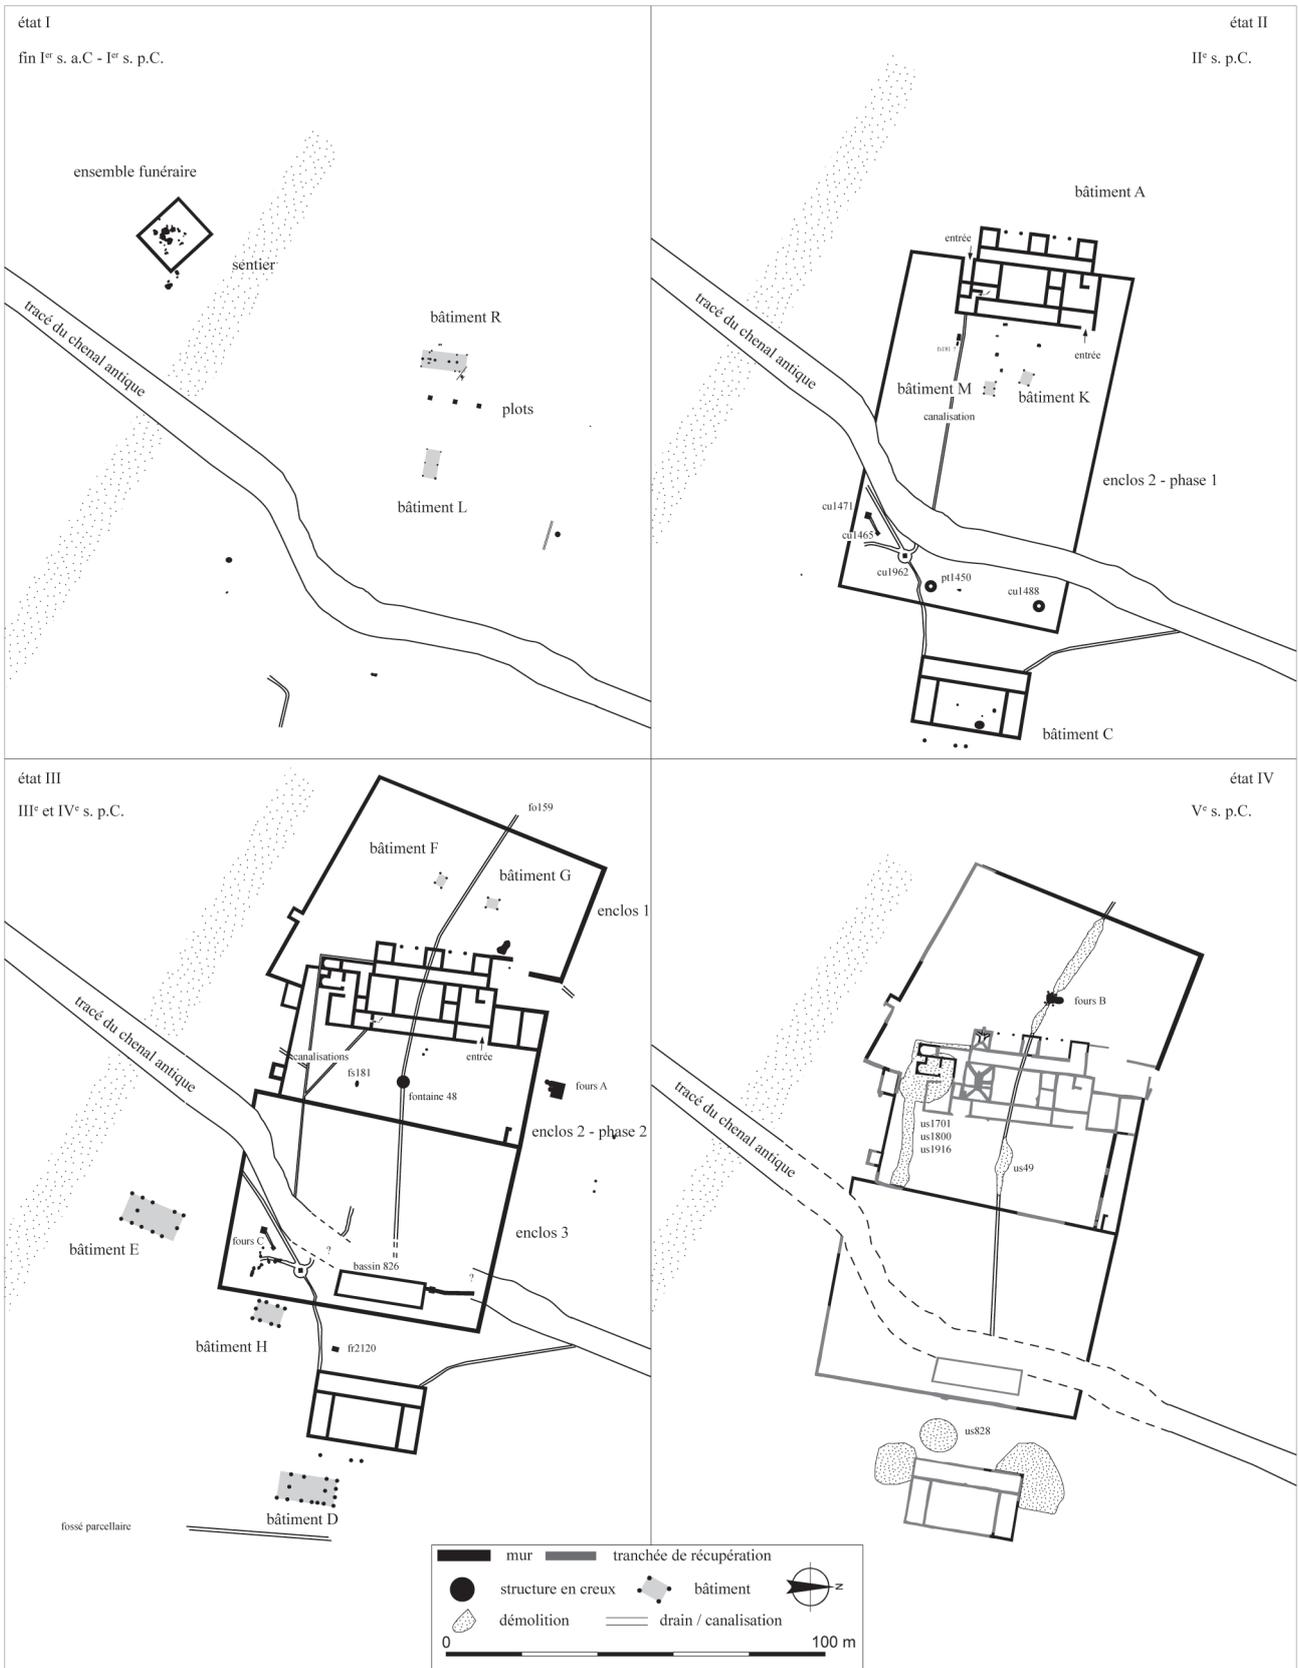 état I
fin Ier s. a.C - Ier s. p.C.
ensemble funéraire
sentier
tracé du chenal antique
bâtiment R
plots
bâtiment L
état II
IIe s. p.C.
bâtiment A
entrée
entrée
fs181 ?
bâtiment M
bâtiment K
canalisation
tracé du chenal antique
enclos 2 - phase 1
cu1471
cu1465
cu1962
pt1450
cu1488
bâtiment C
état III
IIIe et IVe s. p.C.
fo159
bâtiment F
bâtiment G
enclos 1
tracé du chenal antique
canalisations
entrée
fs181
fontaine 48
fours A
enclos 2 - phase 2
bâtiment E
enclos 3
fours C
?
bassin 826
?
bâtiment H
fr2120
bâtiment D
fossé parcellaire
état IV
Ve s. p.C.
fours B
tracé du chenal antique
us1701
us1800
us1916
us49
us828
mur
tranchée de récupération
structure en creux
bâtiment
N
démolition
drain / canalisation
0
100 m